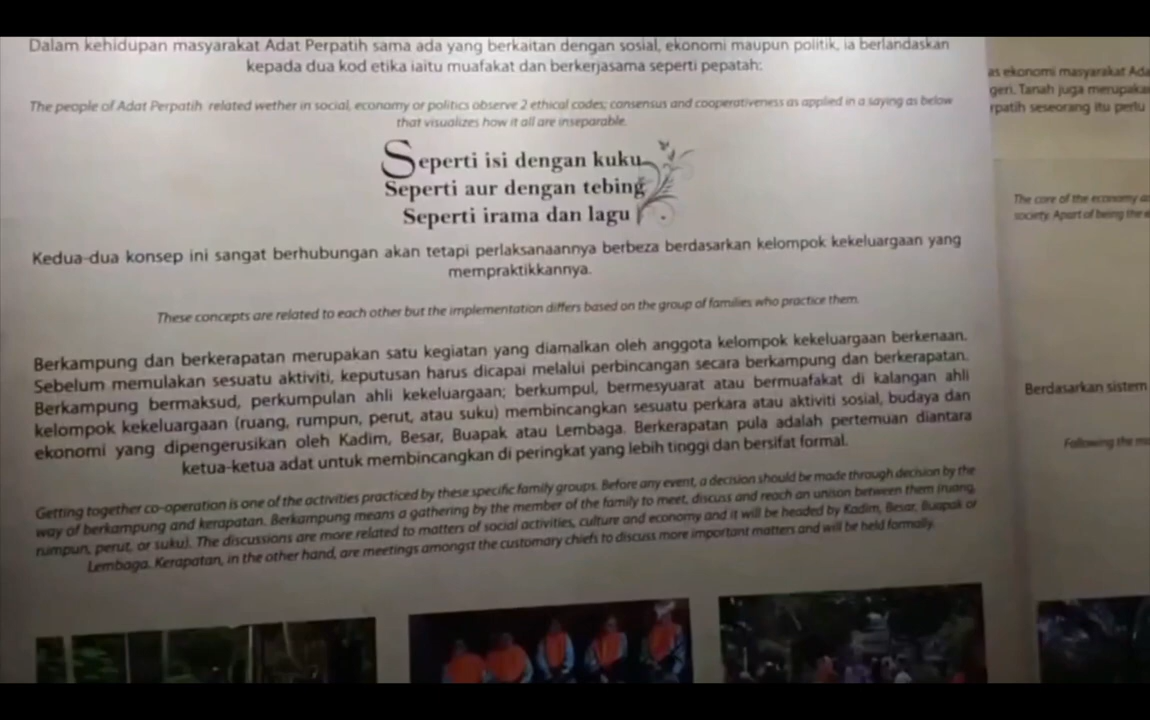 Dalam kehidupan masyarakat Adat Perpatih sama ada yang berkaitan dengan sosial, ekonomi maupun politik, ia berlandaskan
kepada dua kod etika iaitu muafakat dan berkerjasama seperti pepatah:
The people of Adat Perpatih related wether in social, economy or politics observe 2 ethical codes; consensus and cooperativeness as applied in a saying as below
that visualizes how it all are inseparable.
Seperti isi dengan kuku
Seperti aur dengan tebing
Seperti irama dan lagu
Kedua-dua konsep ini sangat berhubungan akan tetapi perlaksanaannya berbeza berdasarkan kelompok kekeluargaan yang
mempraktikkannya.
These concepts are related to each other but the implementation differs based on the group of families who practice them.
Berkampung dan berkerapatan merupakan satu kegiatan yang diamalkan oleh anggota kelompok kekeluargaan berkenaan.
Sebelum memulakan sesuatu aktiviti, keputusan harus dicapai melalui perbincangan secara berkampung dan berkerapatan.
Berkampung bermaksud, perkumpulan ahli kekeluargaan; berkumpul, bermesyuarat atau bermuafakat di kalangan ahli
kelompok kekeluargaan (ruang, rumpun, perut, atau suku) membincangkan sesuatu perkara atau aktiviti sosial, budaya dan
ekonomi yang dipengerusikan oleh Kadim, Besar, Buapak atau Lembaga. Berkerapatan pula adalah pertemuan diantara
ketua-ketua adat untuk membincangkan di peringkat yang lebih tinggi dan bersifat formal.
Getting together co-operation is one of the activities practiced by these specific family groups. Before any event, a decision should be made through decision by the
way of berkampung and kerapatan. Berkampung means a gathering by the member of the family to meet, discuss and reach an unison between them (ruang,
rumpun, perut, or suku). The discussions are more related to matters of social activities, culture and economy and it will be headed by Kadim, Besar, Buapak or
Lembaga. Kerapatan, in the other hand, are meetings amongst the customary chiefs to discuss more important matters and will be held formally.
as ekonomi masyarakat Ada
geri. Tanah juga merupaka
rpatih seseorang itu perlu
The core of the economy a
society. Apart of being the
Berdasarkan sistem
Following the